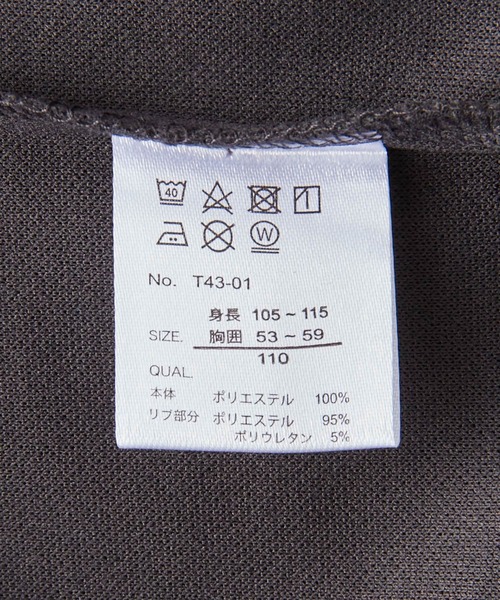 40
W
No. T43-01
身長 105～115
SIZE. 胸囲 53～59
110
QUAL.
本体 ポリエステル 100%
リブ部分 ポリエステル 95%
ポリウレタン 5%